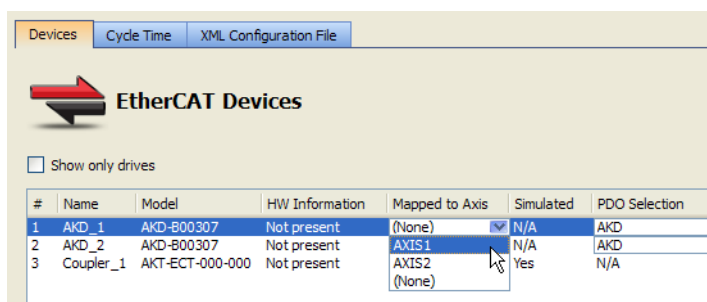 Devices Cycle Time XML Configuration File
EtherCAT Devices
Show only drives
# Name Model HW Information Mapped to Axis Simulated PDO Selection
1 AKD_1 AKD-B00307 Not present (None) N/A AKD
2 AKD_2 AKD-B00307 Not present AXIS1 N/A AKD
3 Coupler_1 AKT-ECT-000-000 Not present AXIS2 Yes N/A
(None)